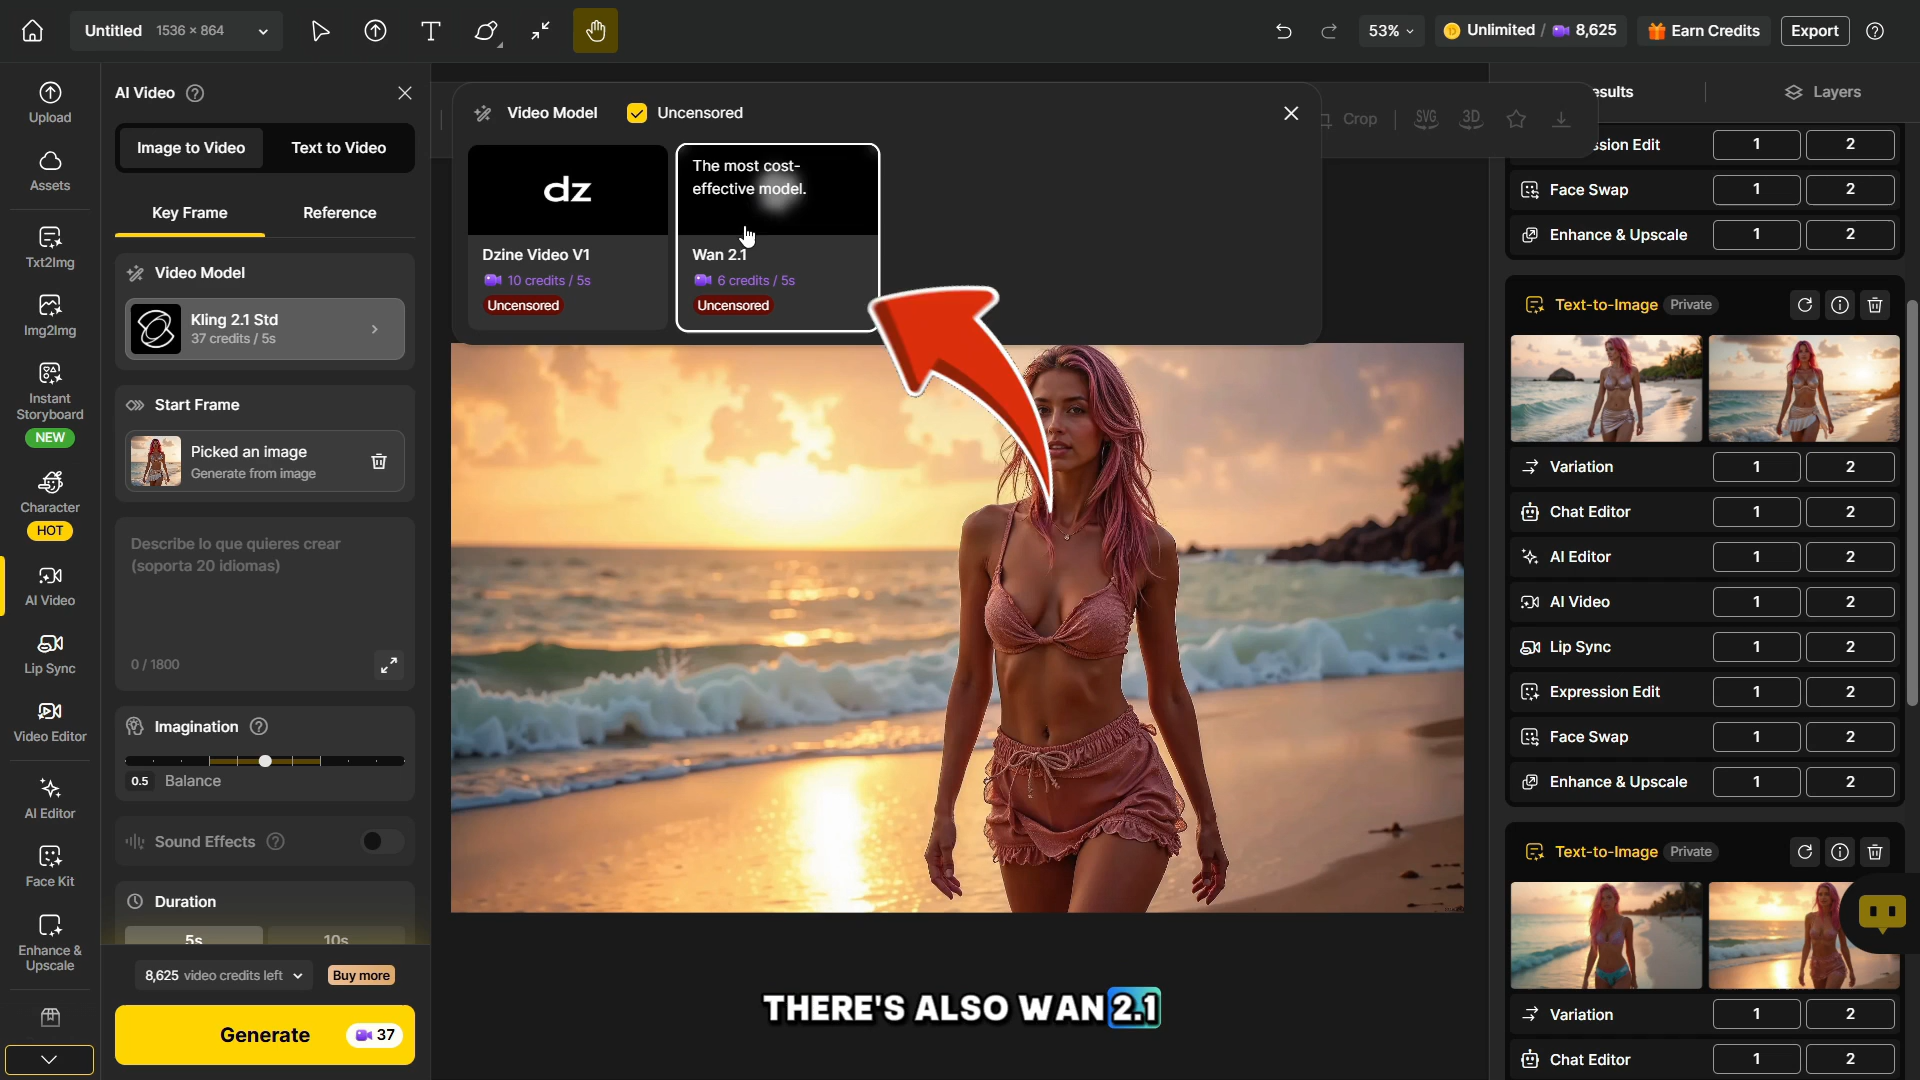 Untitled 1536 × 864
53%
Unlimited / 8,625
Earn Credits
Export
Upload
Assets
Txt2Img
Img2Img
Instant
Storyboard
NEW
Character
HOT
AI Video
Lip Sync
Video Editor
AI Editor
Face Kit
Enhance &
Upscale
AI Video
Image to Video
Text to Video
Key Frame
Reference
Video Model
Kling 2.1 Std
37 credits / 5s
Start Frame
Picked an image
Generate from image
Describe lo que quieres crear
(soporta 20 idiomas)
0 / 1800
Imagination
0.5 Balance
Sound Effects
Duration
5s
10s
8,625 video credits left
Buy more
Generate 37
Video Model
Uncensored
dz
Dzine Video V1
10 credits / 5s
Uncensored
The most cost-
effective model.
Wan 2.1
6 credits / 5s
Uncensored
Crop
SVG
3D
THERE'S ALSO WAN 2.1
esults
Layers
ssion Edit 1 2
Face Swap 1 2
Enhance & Upscale 1 2
Text-to-Image Private
Variation 1 2
Chat Editor 1 2
AI Editor 1 2
AI Video 1 2
Lip Sync 1 2
Expression Edit 1 2
Face Swap 1 2
Enhance & Upscale 1 2
Text-to-Image Private
Variation 1 2
Chat Editor 1 2